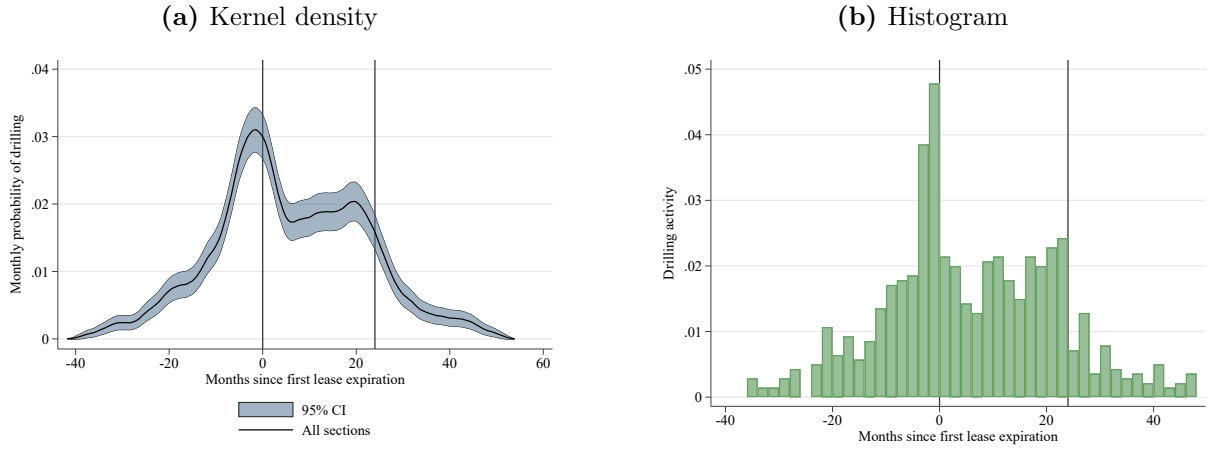 (a) Kernel density
.04
.03
.02
.01
0
Monthly probability of drilling
-40 -20 0 20 40 60
Months since first lease expiration
95% CI
All sections
(b) Histogram
.05
.04
.03
.02
.01
0
Drilling activity
-40 -20 0 20 40
Months since first lease expiration